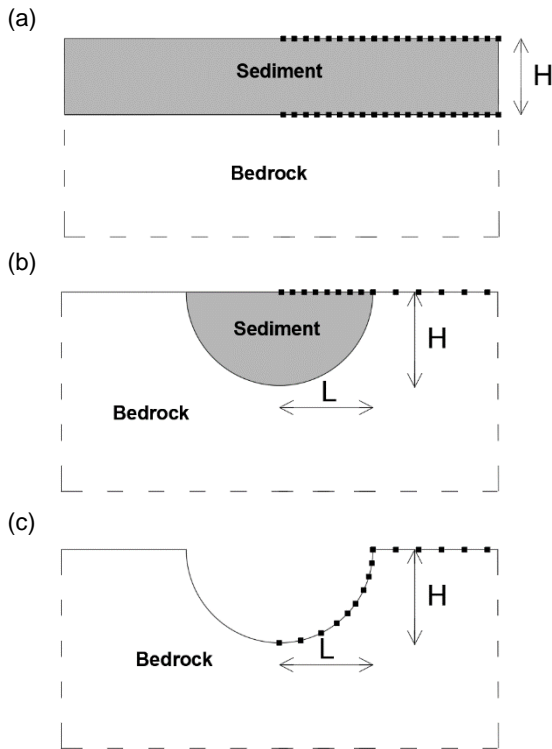 (a)
Sediment
H
Bedrock
(b)
Sediment
H
L
Bedrock
(c)
H
L
Bedrock